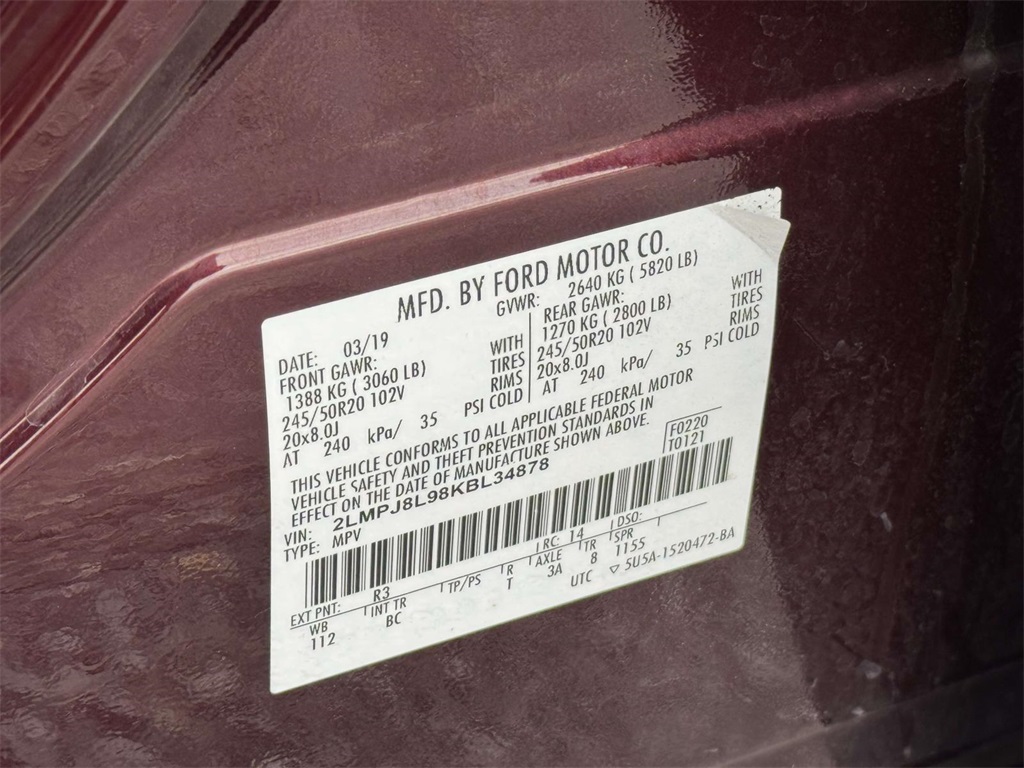 MFD. BY FORD MOTOR CO.
DATE: 03/19 GVWR: 2640 KG ( 5820 LB)
FRONT GAWR: REAR GAWR:
1388 KG ( 3060 LB) WITH 1270 KG ( 2800 LB) WITH
245/50R20 102V TIRES 245/50R20 102V TIRES
20x8.0J RIMS 20x8.0J RIMS
AT 240 kPa/ 35 PSI COLD AT 240 kPa/ 35 PSI COLD
THIS VEHICLE CONFORMS TO ALL APPLICABLE FEDERAL MOTOR
VEHICLE SAFETY AND THEFT PREVENTION STANDARDS IN
EFFECT ON THE DATE OF MANUFACTURE SHOWN ABOVE.
VIN: 2LMPJ8L98KBL34878 F0220
TYPE: MPV T0121
EXT PNT: R3 RC: 14 DSO:
WB INT TR TP/PS R AXLE TR SPR
112 BC T 3A 8 1155
UTC ▽ 5U5A-1520472-BA